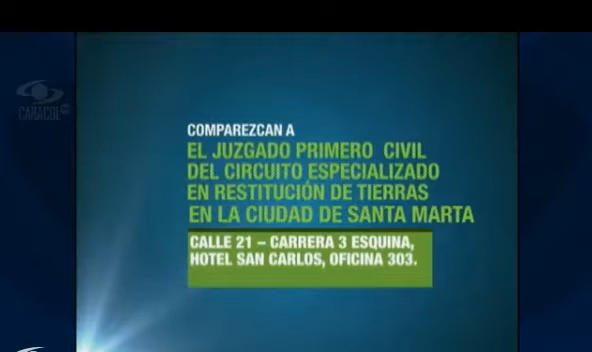 CARACOL
COMPAREZCAN A
EL JUZGADO PRIMERO CIVIL
DEL CIRCUITO ESPECIALIZADO
EN RESTITUCIÓN DE TIERRAS
EN LA CIUDAD DE SANTA MARTA
CALLE 21 – CARRERA 3 ESQUINA,
HOTEL SAN CARLOS, OFICINA 303.